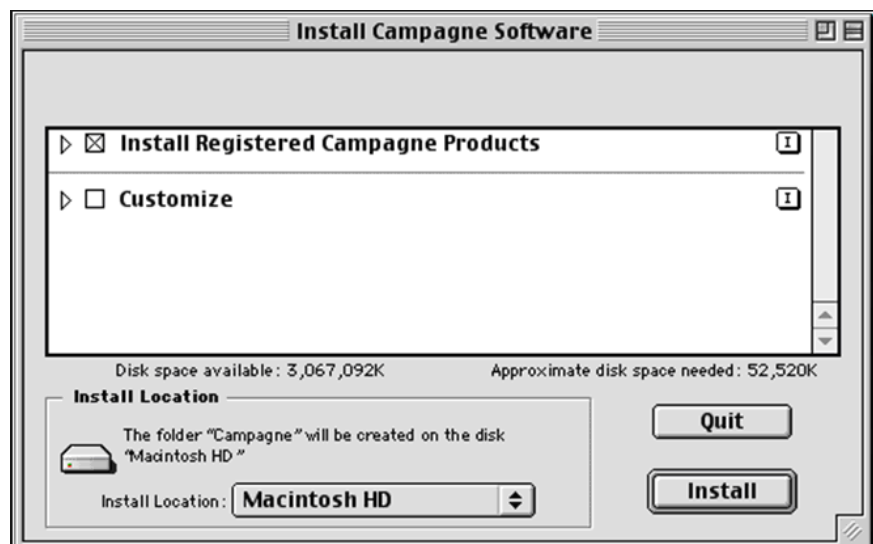 Install Campagne Software
Install Registered Campagne Products
I
Customize
I
Disk space available: 3,067,092K
Approximate disk space needed: 52,520K
Install Location
The folder "Campagne" will be created on the disk
"Macintosh HD"
Install Location: Macintosh HD
Quit
Install